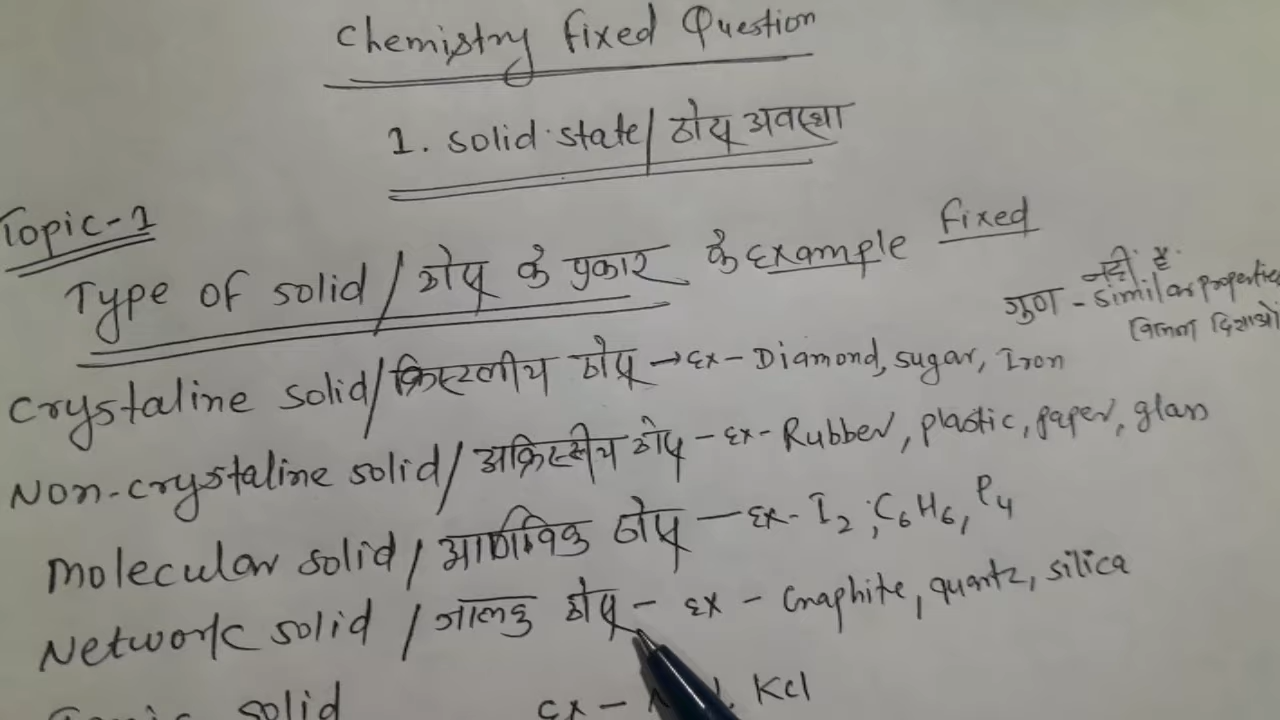 Chemistry fixed Question
1. solid state/ठोस अवस्था
Topic-1
Type of solid/ठोस के प्रकार के Example fixed
नहीं है
गुण - similar properties
दिशाओं
Crystaline solid/क्रिस्टलीय ठोस →Ex- Diamond, sugar, Iron
Non-crystaline solid/अक्रिस्टीय ठोस - Ex- Rubber, plastic, paper, glass
Molecular solid/आणविक ठोस — Ex- I2, C6H6, P4
Network solid/जालक ठोस - Ex - Graphite, quartz, silica
solid Ex - KCl